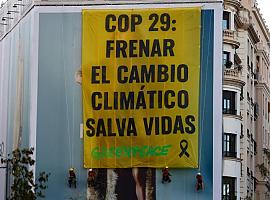 COP 29:
FRENAR
EL CAMBIO
CLIMÁTICO
SALVA VIDAS
GREENPEACE